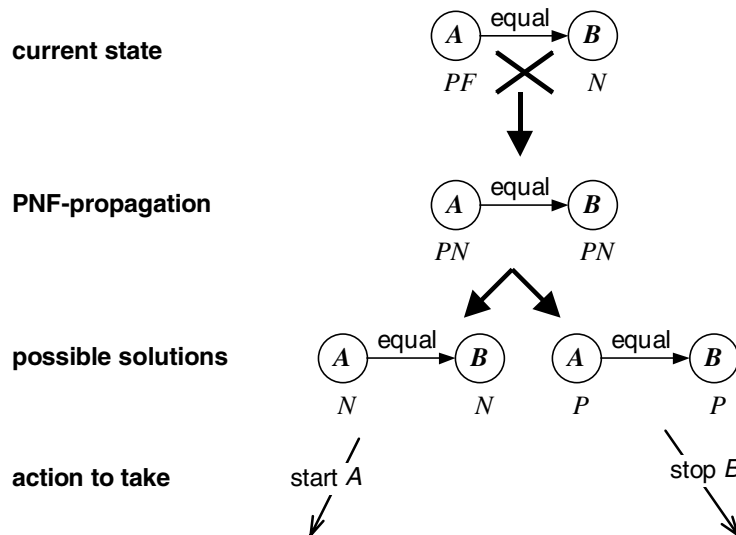 A equal B
current state
PF N
A equal B
PNF-propagation
PN PN
A equal B A equal B
possible solutions
N N P P
action to take start A stop B